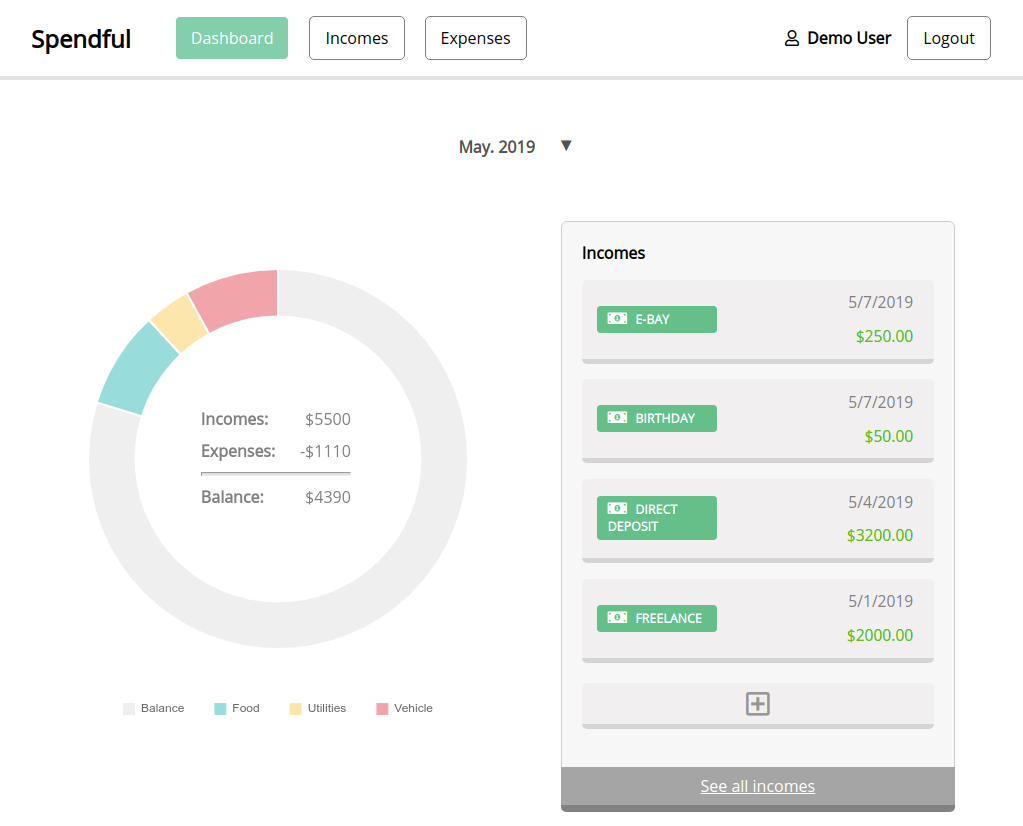 Spendful Dashboard Incomes Expenses Demo User Logout
May. 2019 ▼
Incomes: $5500
Expenses: -$1110
Balance: $4390
Balance Food Utilities Vehicle
Incomes
E-BAY 5/7/2019
$250.00
BIRTHDAY 5/7/2019
$50.00
DIRECT
DEPOSIT
5/4/2019
$3200.00
FREELANCE 5/1/2019
$2000.00
See all incomes